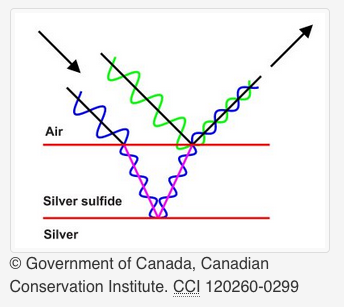 Air
Silver sulfide
Silver
© Government of Canada, Canadian
Conservation Institute. CCI 120260-0299